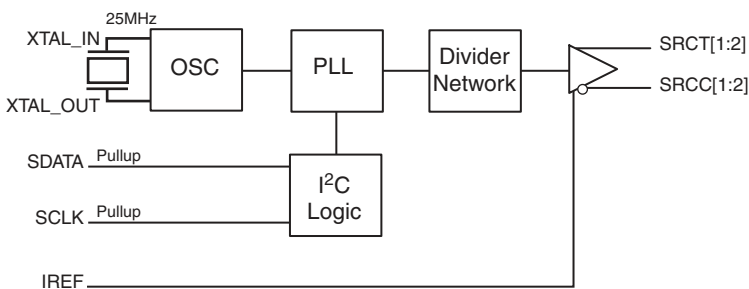 25MHz
XTAL_IN
XTAL_OUT
OSC
PLL
Divider
Network
SRCT[1:2]
SRCC[1:2]
SDATA Pullup
SCLK Pullup
I²C
Logic
IREF